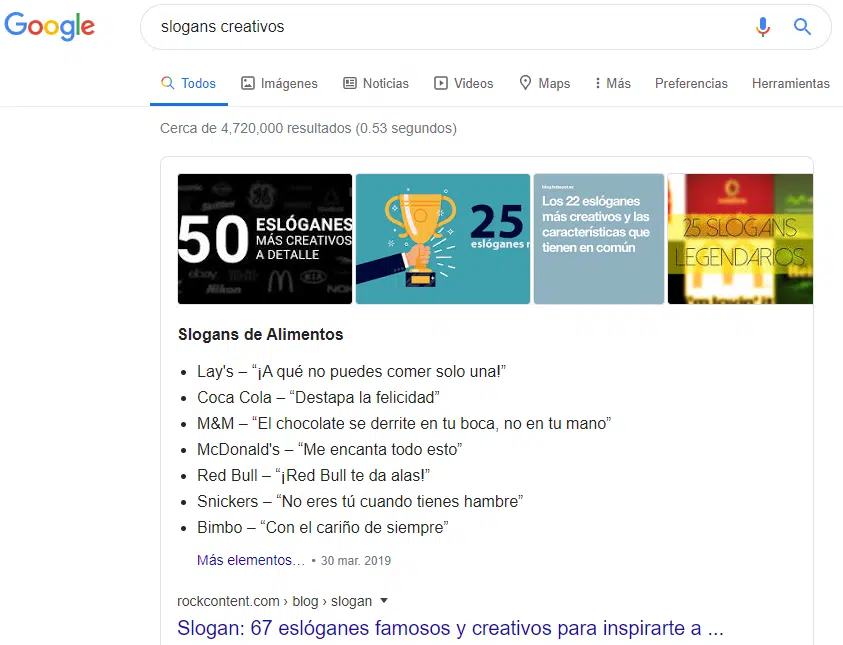 Google
slogans creativos
Todos Imágenes Noticias Videos Maps Más Preferencias Herramientas
Cerca de 4,720,000 resultados (0.53 segundos)
50 ESLÓGANES
MÁS CREATIVOS
A DETALLE
ebay
Nikon
KIA
25
eslóganes
Los 22 eslóganes
más creativos y las
características que
tienen en común
25 SLOGANS
LEGENDARIOS
i'm lovin' it
Slogans de Alimentos
• Lay's – “¡A qué no puedes comer solo una!”
• Coca Cola – “Destapa la felicidad”
• M&M – “El chocolate se derrite en tu boca, no en tu mano”
• McDonald's – “Me encanta todo esto”
• Red Bull – “¡Red Bull te da alas!”
• Snickers – “No eres tú cuando tienes hambre”
• Bimbo – “Con el cariño de siempre”
Más elementos… • 30 mar. 2019
rockcontent.com › blog › slogan
Slogan: 67 eslóganes famosos y creativos para inspirarte a ...